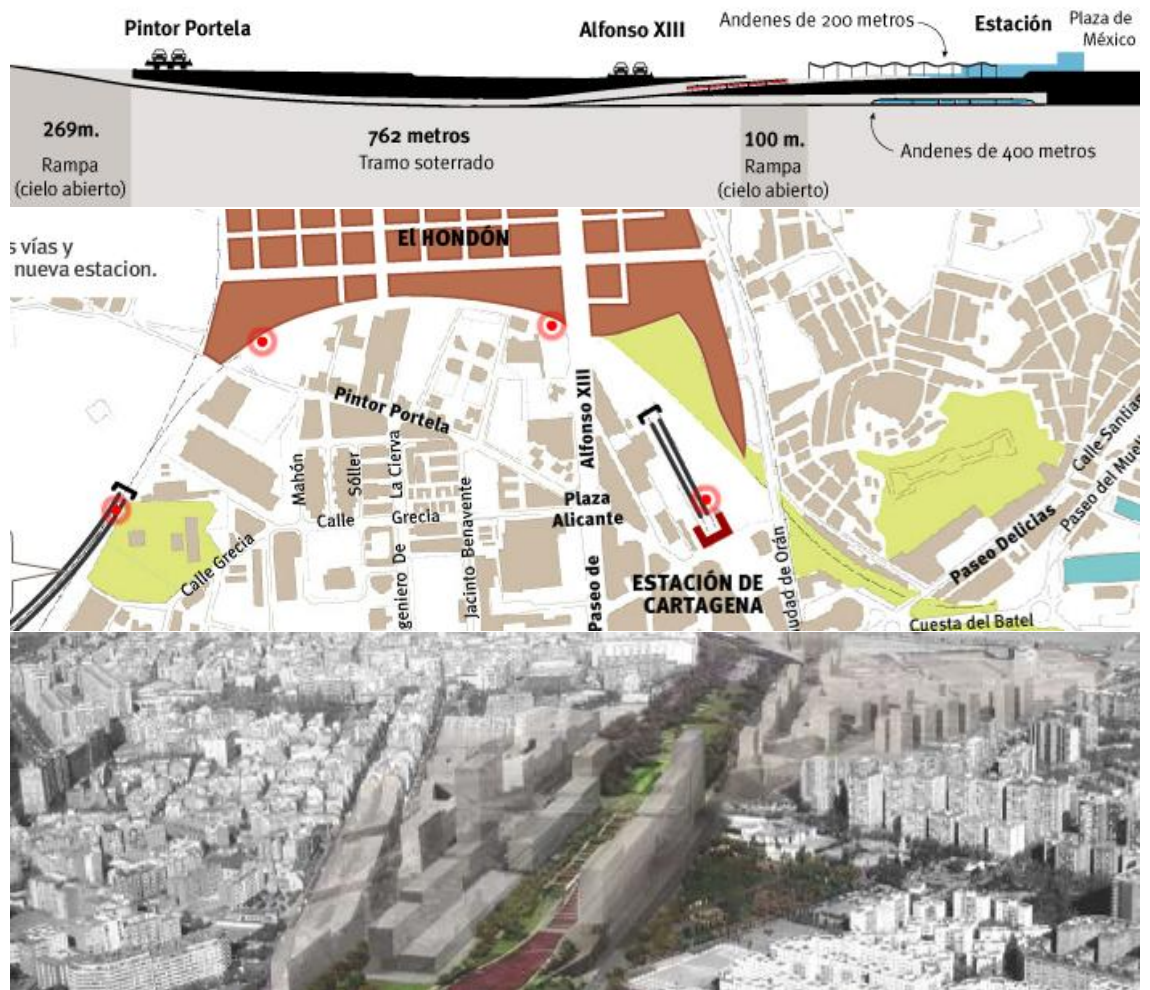 Pintor Portela
Alfonso XIII
Andenes de 200 metros
Estación
Plaza de
México
269m.
Rampa
(cielo abierto)
762 metros
Tramo soterrado
100 m.
Rampa
(cielo abierto)
Andenes de 400 metros
s vías y
nueva estacion.
El HONDÓN
Pintor Portela
Alfonso XIII
Mahón
Sóller
La Cierva
geniero De
Calle
Grecia
Jacinto Benavente
Plaza
Alicante
Paseo de
Calle Grecia
ESTACIÓN DE
CARTAGENA
udad de Orán
Paseo Delicias
Calle Santia
Paseo del Muell
Cuesta del Batel